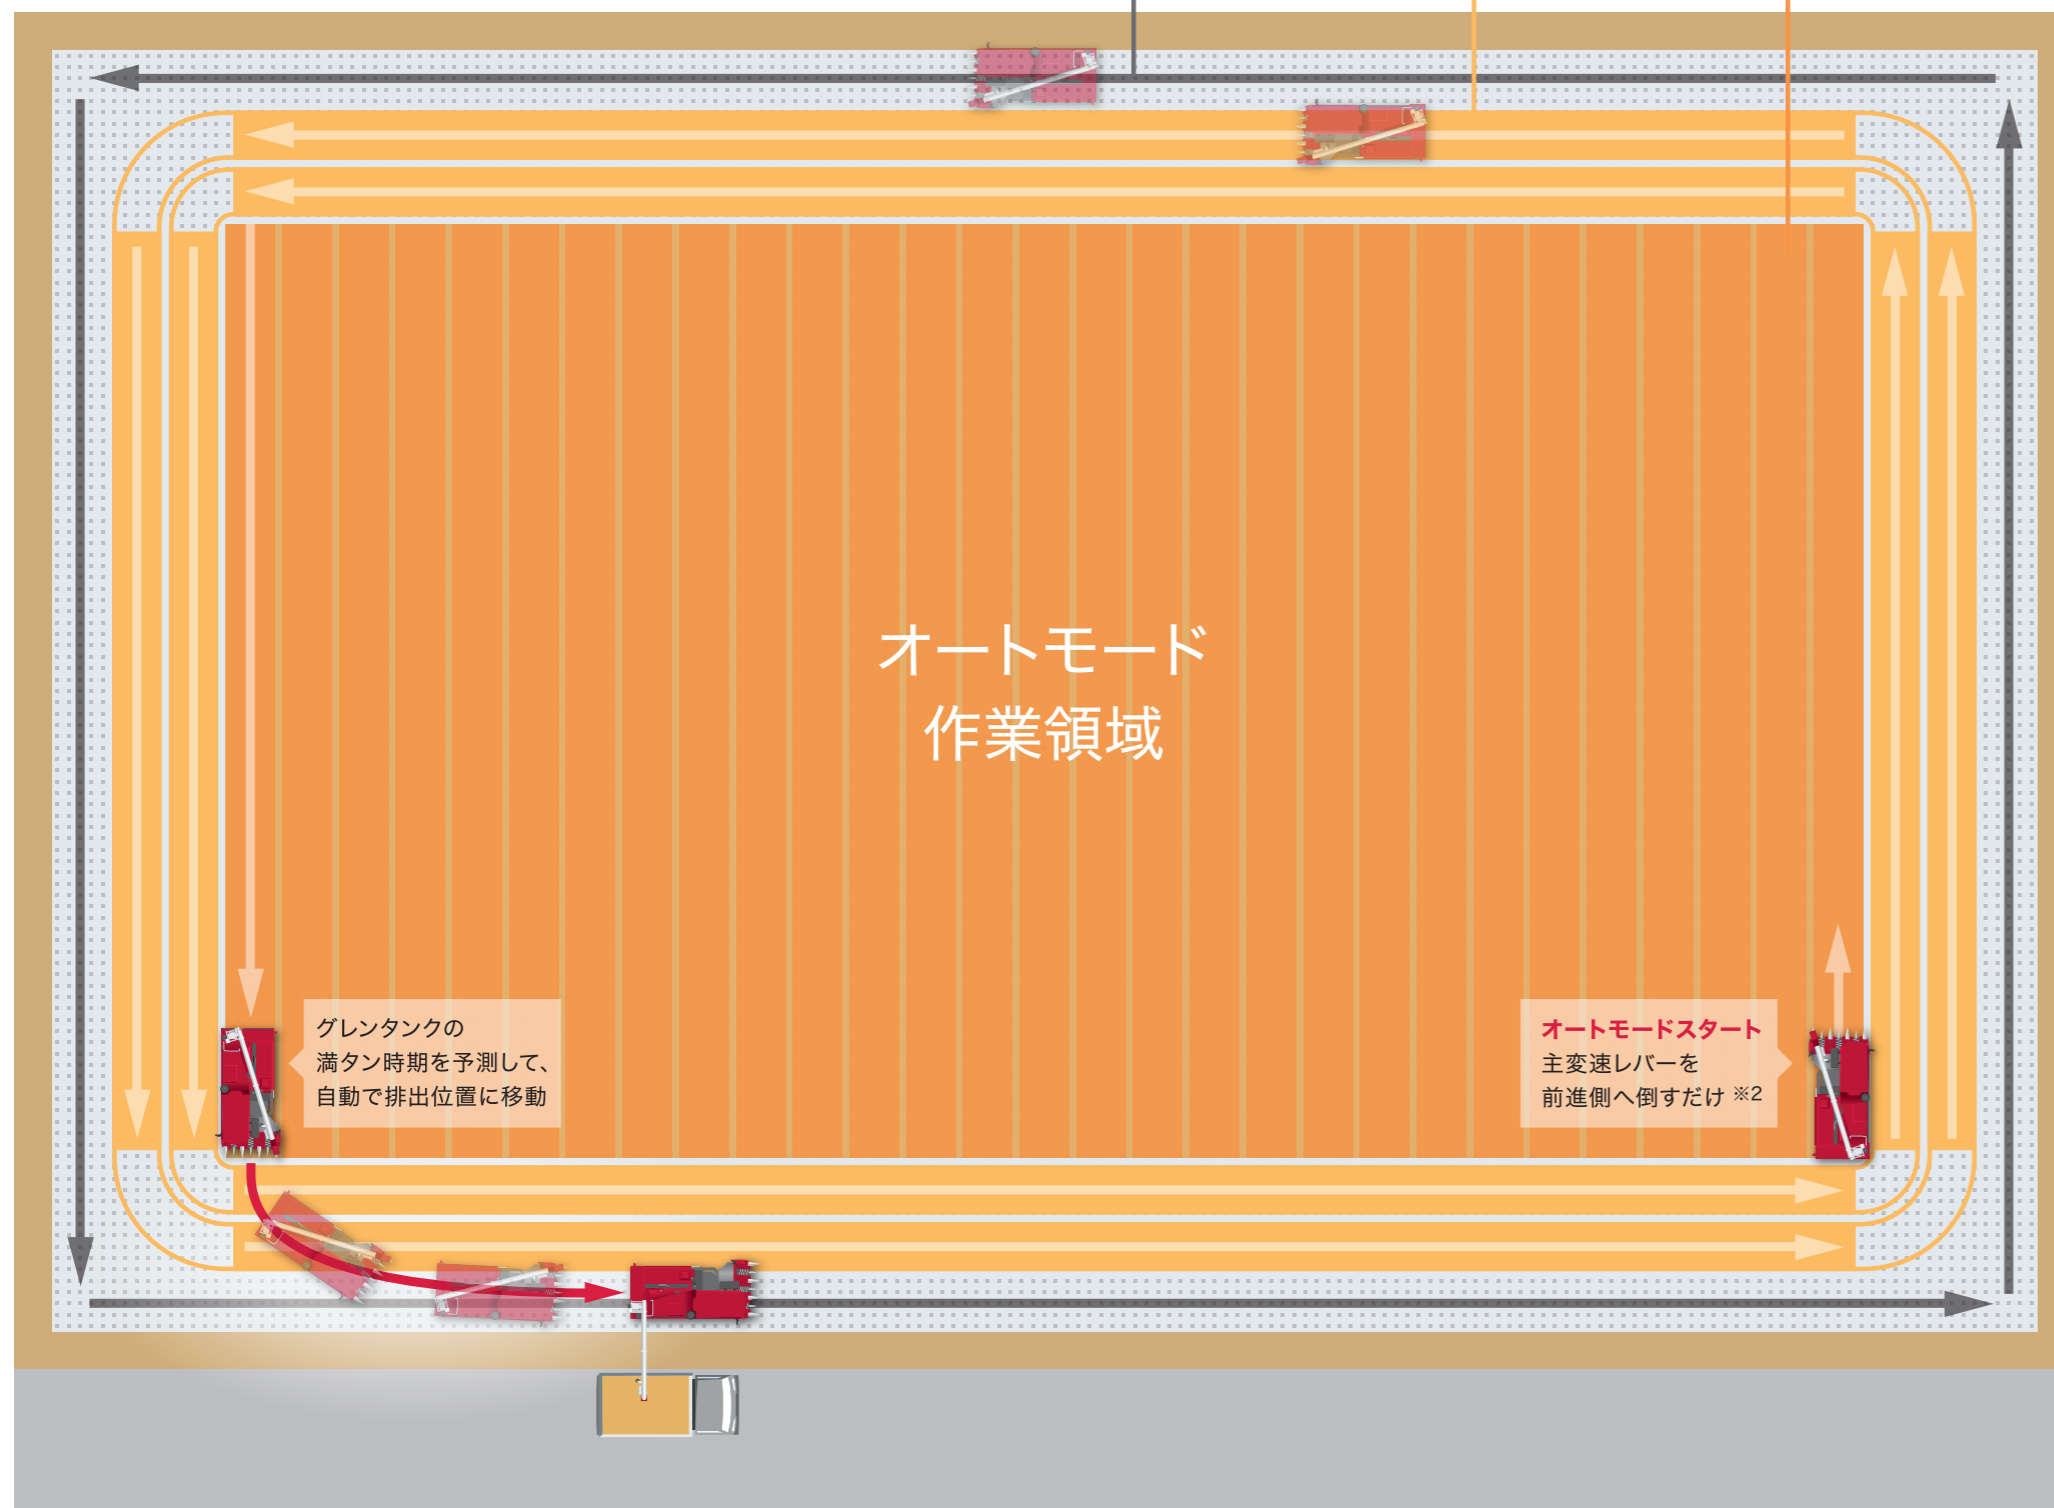 オートモード
作業領域
グレンタンクの
満タン時期を予測して、
自動で排出位置に移動
オートモードスタート
主変速レバーを
前進側へ倒すだけ ※2